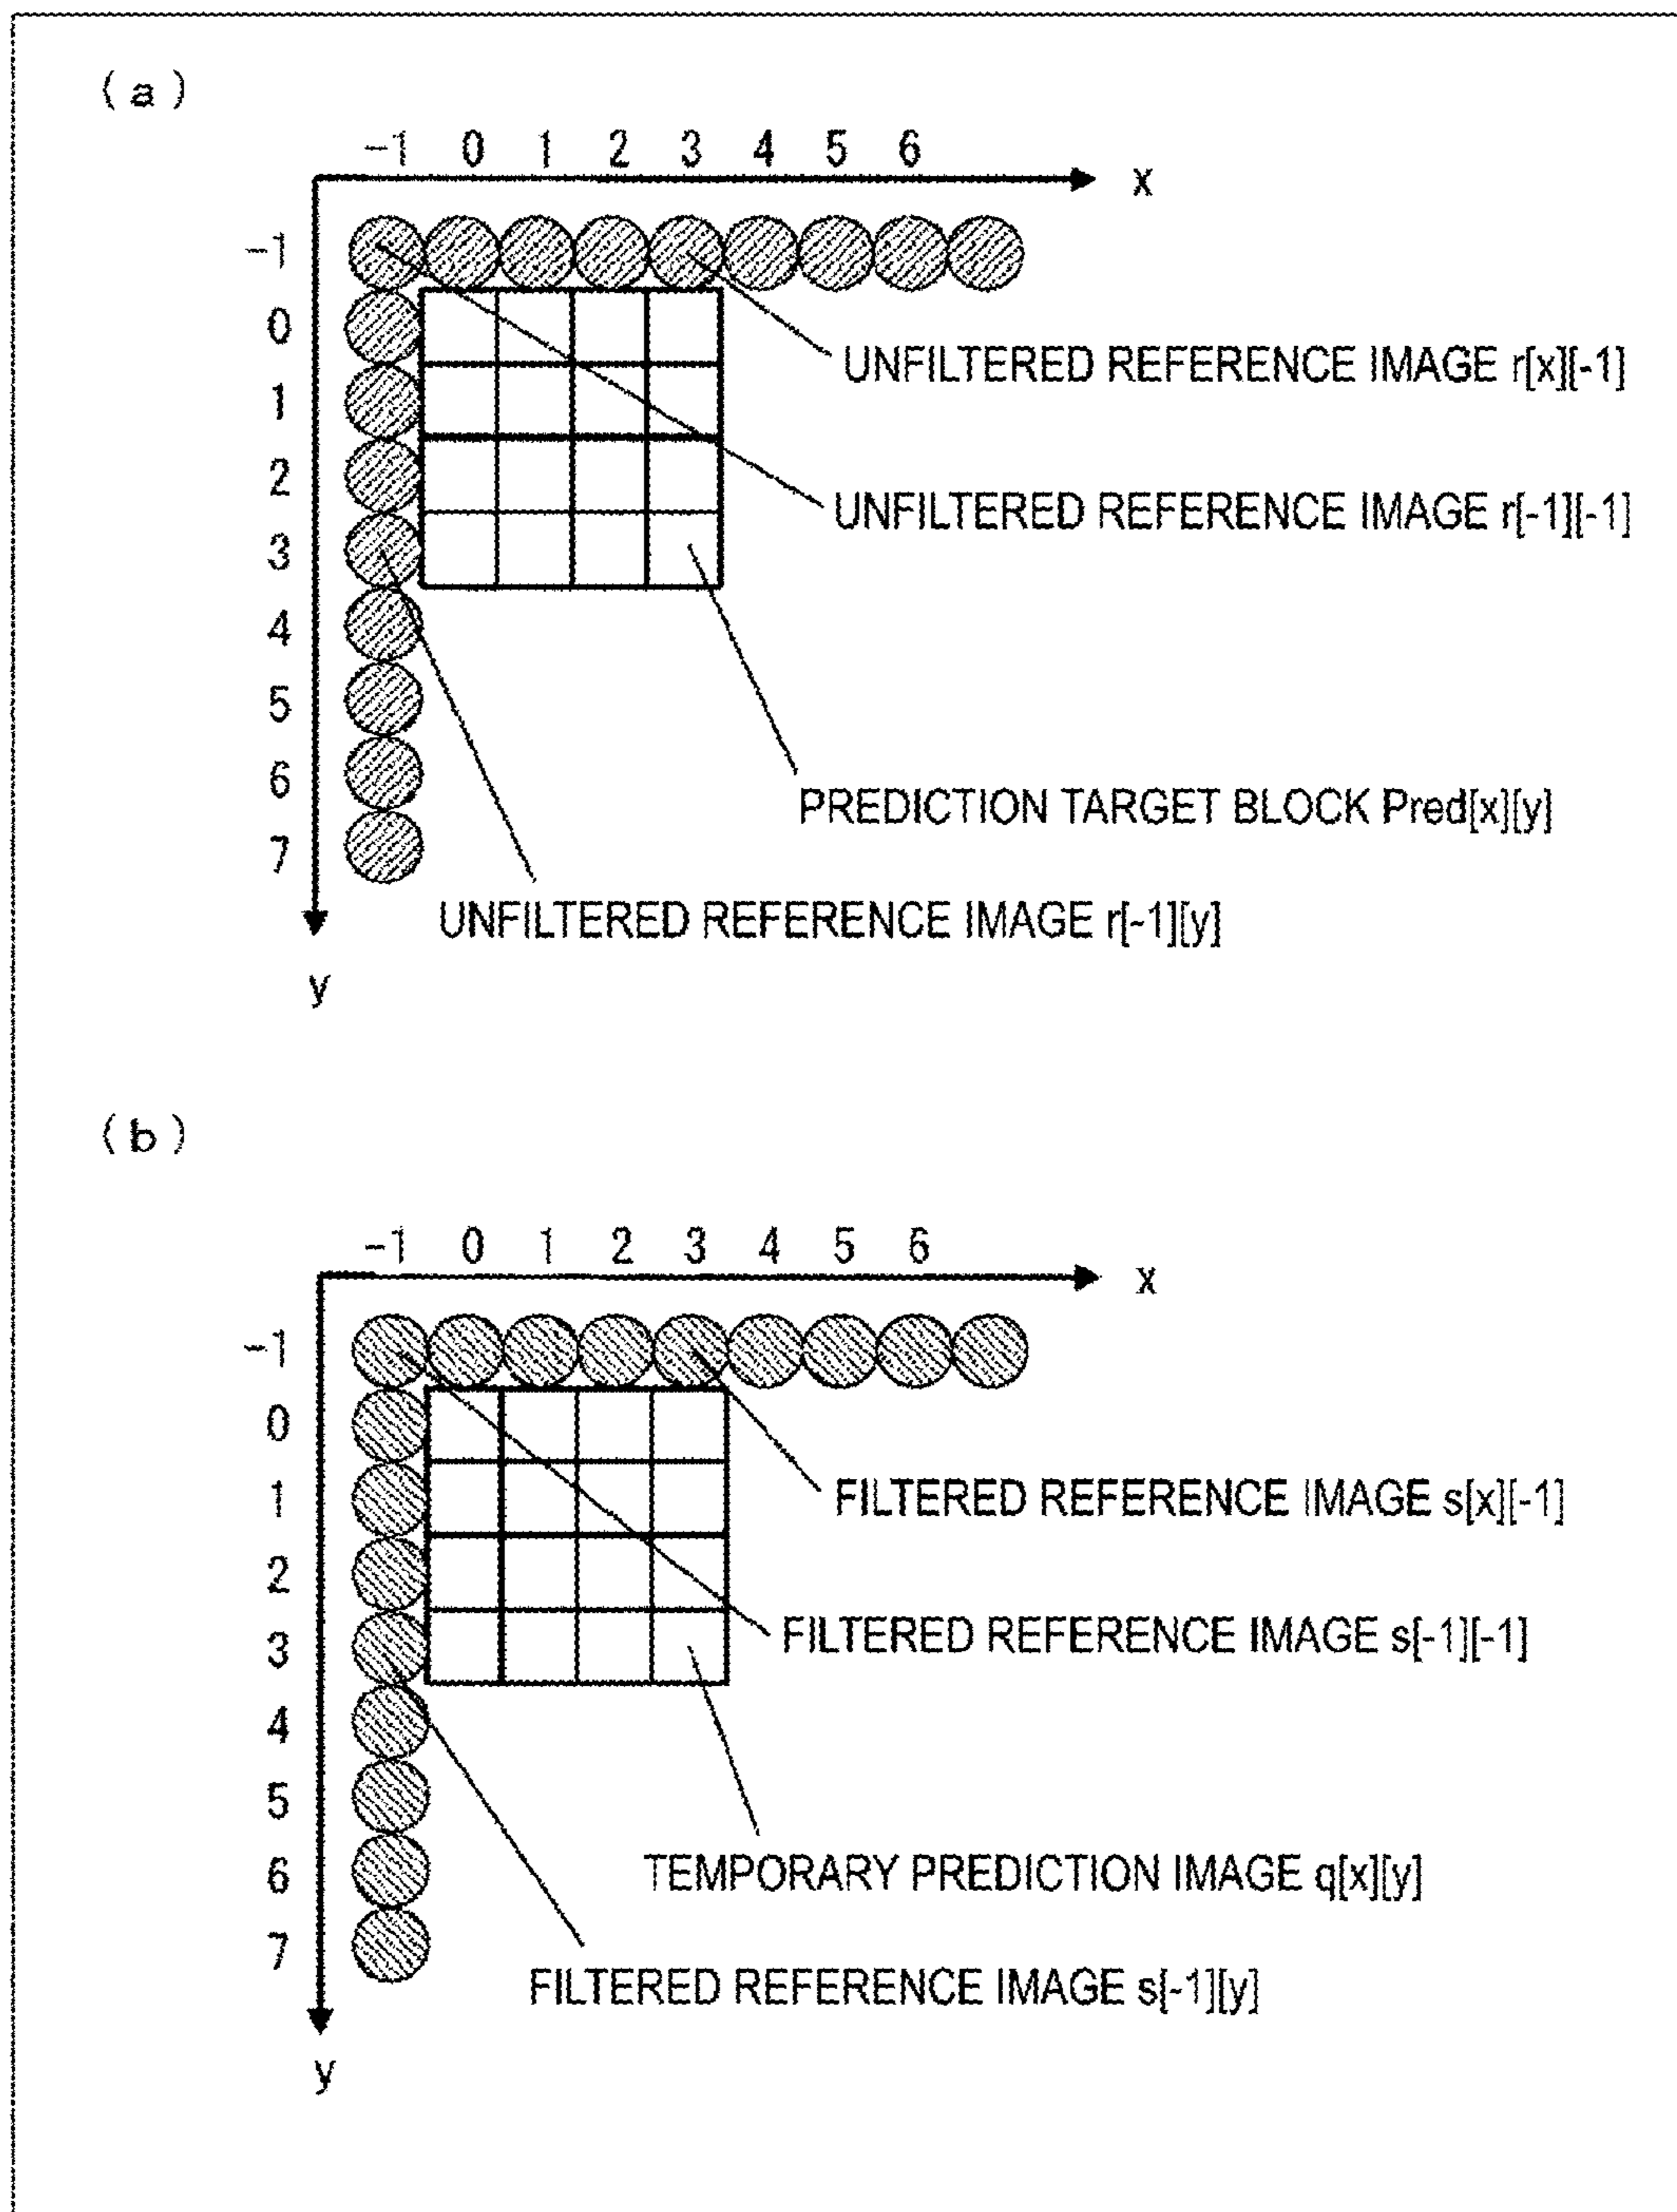 ( a )
-1 0 1 2 3 4 5 6
x
-1
0
1
2
3
4
5
6
7
y
UNFILTERED REFERENCE IMAGE r[x][-1]
UNFILTERED REFERENCE IMAGE r[-1][-1]
PREDICTION TARGET BLOCK Pred[x][y]
UNFILTERED REFERENCE IMAGE r[-1][y]
( b )
-1 0 1 2 3 4 5 6
x
-1
0
1
2
3
4
5
6
7
y
FILTERED REFERENCE IMAGE s[x][-1]
FILTERED REFERENCE IMAGE s[-1][-1]
TEMPORARY PREDICTION IMAGE q[x][y]
FILTERED REFERENCE IMAGE s[-1][y]